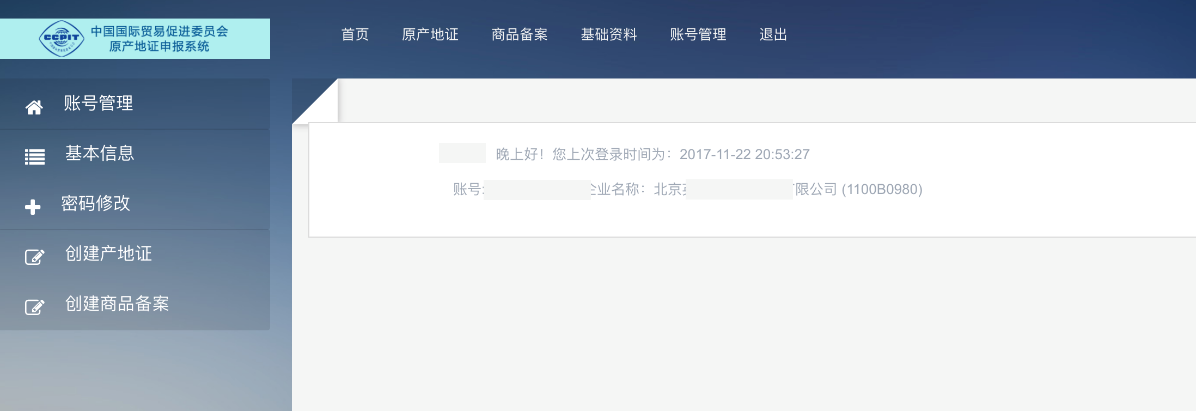 CCPIT 中国国际贸易促进委员会
原产地证申报系统
首页 原产地证 商品备案 基础资料 账号管理 退出
账号管理
基本信息
密码修改
创建产地证
创建商品备案
晚上好！您上次登录时间为：2017-11-22 20:53:27
账号: 企业名称：北京 有限公司 (1100B0980)